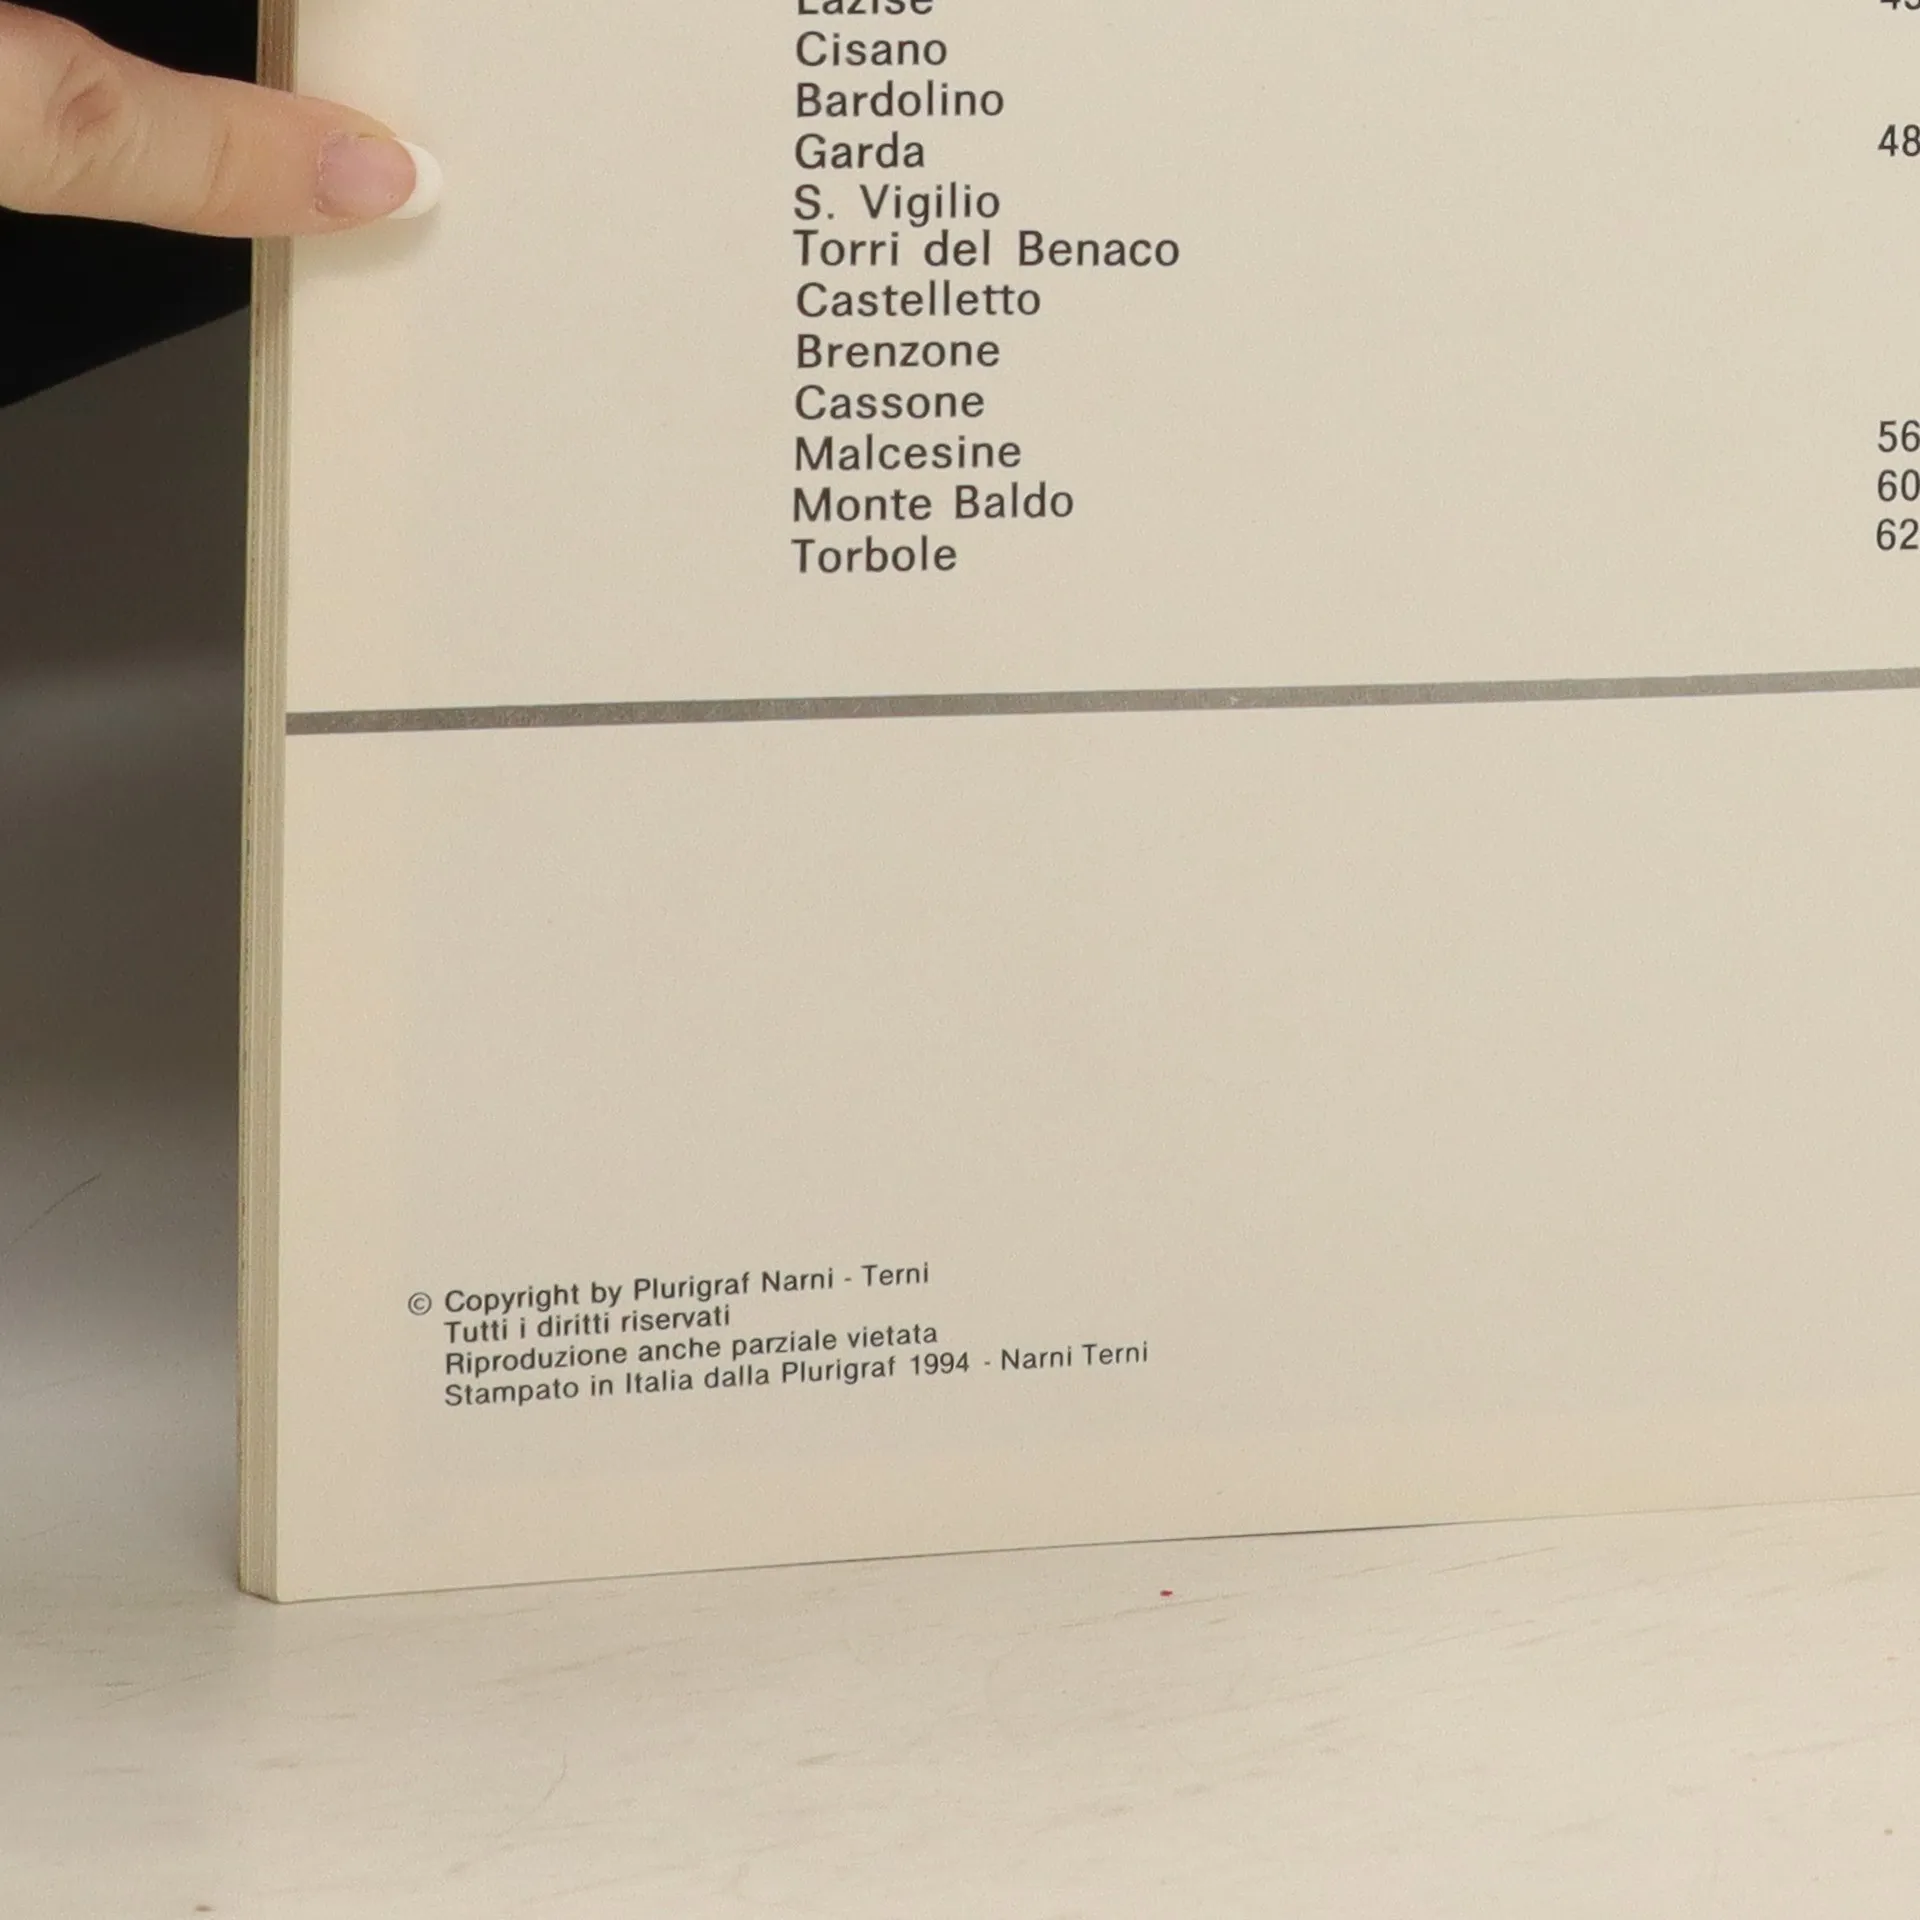 Lazise
Cisano
Bardolino
Garda 48
S. Vigilio
Torri del Benaco
Castelletto
Brenzone
Cassone
Malcesine 56
Monte Baldo 60
Torbole 62
© Copyright by Plurigraf Narni - Terni
Tutti i diritti riservati
Riproduzione anche parziale vietata
Stampato in Italia dalla Plurigraf 1994 - Narni Terni